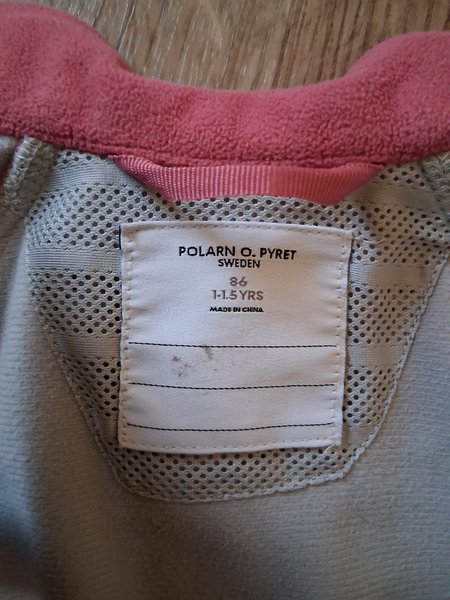 POLARN O. PYRET
SWEDEN
86
1-1.5 YRS
MADE IN CHINA